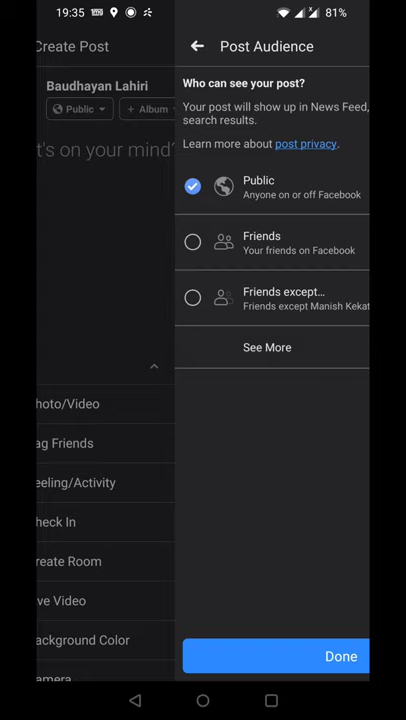 19:35
81%
Create Post
Post Audience
Baudhayan Lahiri
Public
+ Album
t's on your mind?
Who can see your post?
Your post will show up in News Feed,
search results.
Learn more about post privacy.
Public
Anyone on or off Facebook
Friends
Your friends on Facebook
Friends except...
Friends except Manish Kekat
See More
hoto/Video
ag Friends
eeling/Activity
heck In
reate Room
ve Video
ackground Color
amera
Done